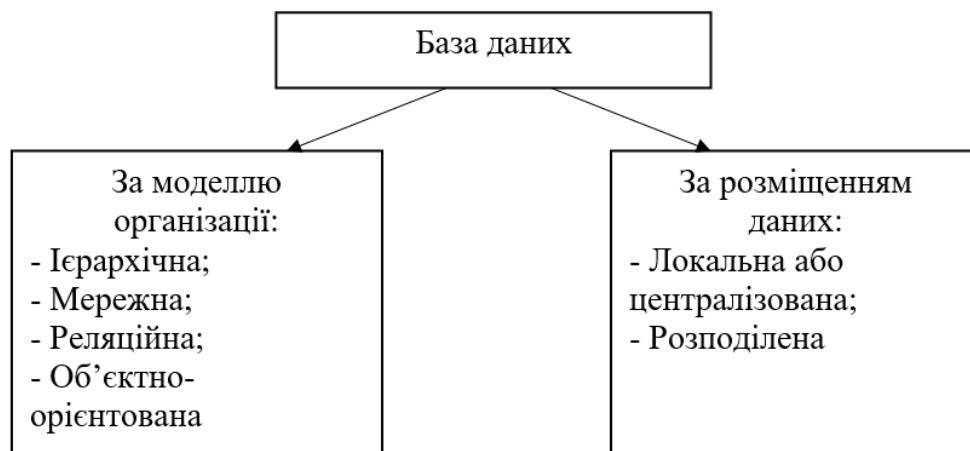 База даних
За моделлю
організації:
- Ієрархічна;
- Мережна;
- Реляційна;
- Об’єктно-
орієнтована
За розміщенням
даних:
- Локальна або
централізована;
- Розподілена